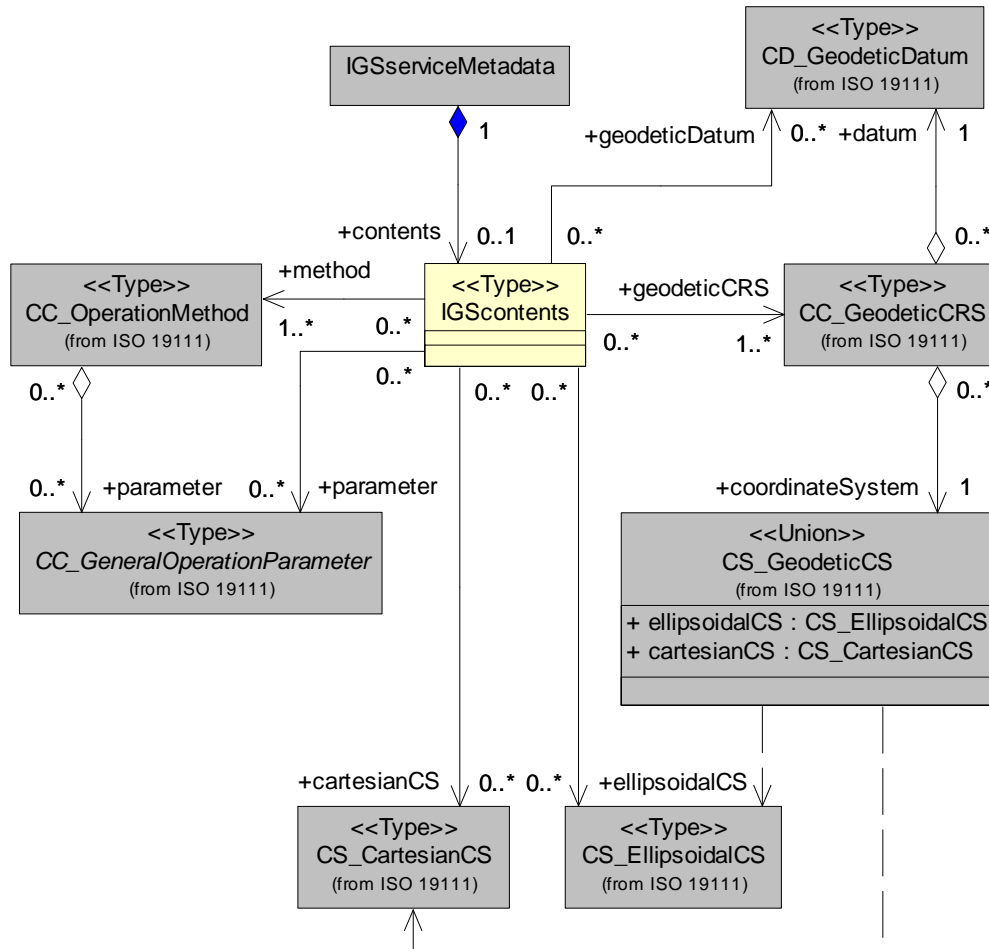 <<Type>>
CD_GeodeticDatum
(from ISO 19111)
IGSserviceMetadata
1
+geodeticDatum
0..*
+datum
1
+contents
0..1
0..*
0..*
<<Type>>
CC_OperationMethod
(from ISO 19111)
+method
1..*
0..*
<<Type>>
IGScontents
+geodeticCRS
0..*
1..*
<<Type>>
CC_GeodeticCRS
(from ISO 19111)
0..*
0..*
0..*
0..*
0..*
0..*
+parameter
0..*
+parameter
+coordinateSystem
1
<<Type>>
CC_GeneralOperationParameter
(from ISO 19111)
<<Union>>
CS_GeodeticCS
(from ISO 19111)
+ ellipsoidalCS : CS_EllipsoidalCS
+ cartesianCS : CS_CartesianCS
+cartesianCS
0..*
0..*
+ellipsoidalCS
<<Type>>
CS_CartesianCS
(from ISO 19111)
<<Type>>
CS_EllipsoidalCS
(from ISO 19111)